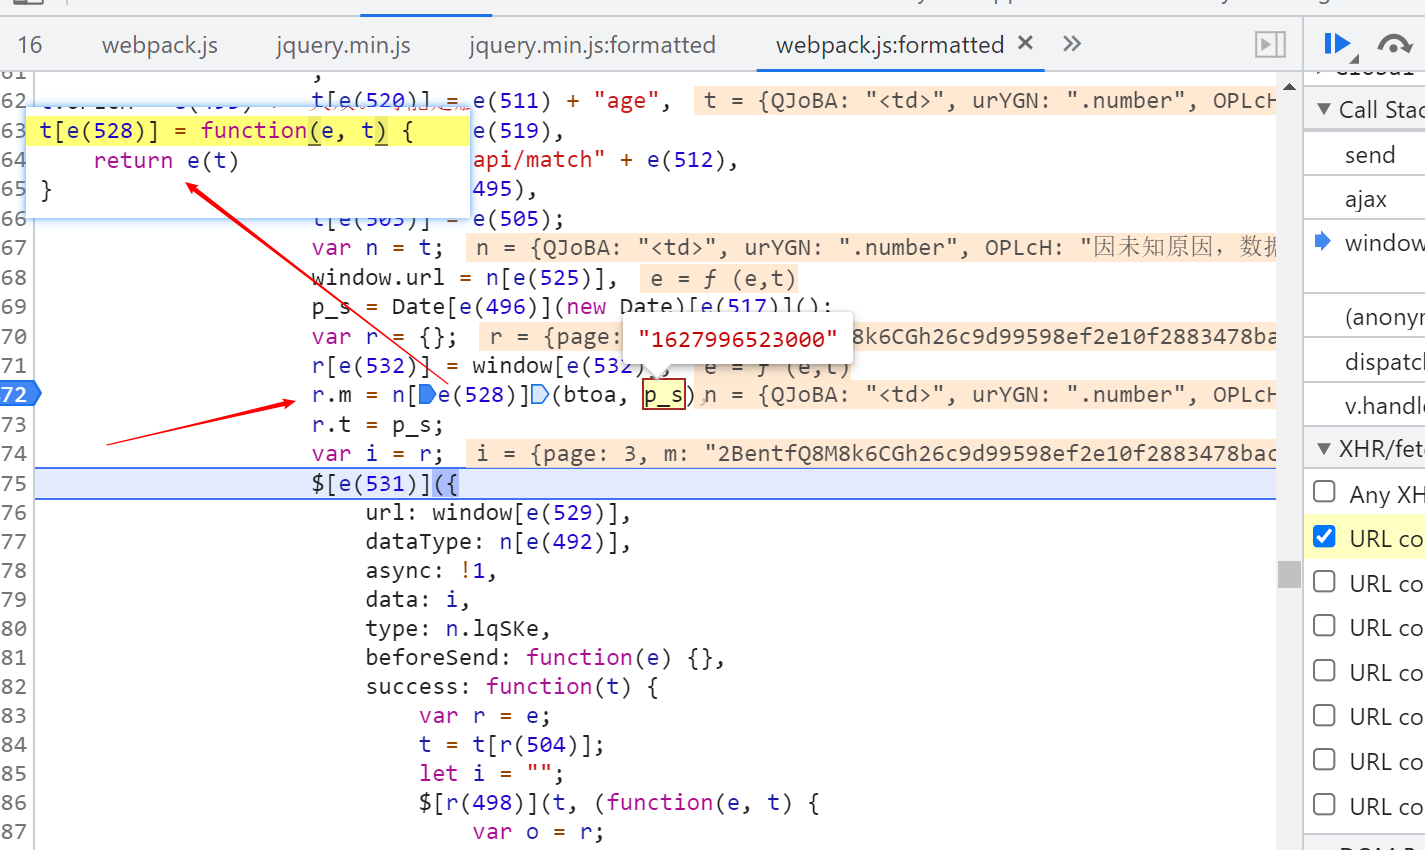 16 webpack.js jquery.min.js jquery.min.js:formatted webpack.js:formatted × »
61 ,
62 t[e(520)] = e(511) + "age", t = {QJoBA: "<td>", urYGN: ".number", OPLcH
63 e(519),
64 api/match" + e(512),
65 495),
66 t[e(503)] = e(505);
t[e(528)] = function(e, t) {
return e(t)
}
67 var n = t; n = {QJoBA: "<td>", urYGN: ".number", OPLcH: "因未知原因，数据
68 window.url = n[e(525)], e = ƒ (e,t)
69 p_s = Date[e(496)](new Date)[e(517)]();
70 var r = {}; r = {page: 8k6CGh26c9d99598ef2e10f2883478ba
"1627996523000"
71 r[e(532)] = window[e(532)], e = ƒ (e,t)
72 r.m = n[e(528)](btoa, p_s), n = {QJoBA: "<td>", urYGN: ".number", OPLcH
73 r.t = p_s;
74 var i = r; i = {page: 3, m: "2BentfQ8M8k6CGh26c9d99598ef2e10f2883478bac
75 $[e(531)]({
76 url: window[e(529)],
77 dataType: n[e(492)],
78 async: !1,
79 data: i,
80 type: n.lqSKe,
81 beforeSend: function(e) {},
82 success: function(t) {
83 var r = e;
84 t = t[r(504)];
85 let i = "";
86 $[r(498)](t, (function(e, t) {
87 var o = r;
Global
Call Stac
send
ajax
window
(anonyn
dispatch
v.handle
XHR/fet
Any XH
URL co
URL co
URL co
URL co
URL co
URL co
URL co